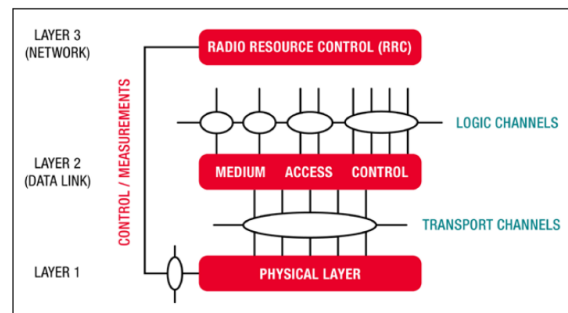 LAYER 3
(NETWORK)
RADIO RESOURCE CONTROL (RRC)
CONTROL / MEASUREMENTS
LOGIC CHANNELS
LAYER 2
(DATA LINK)
MEDIUM ACCESS CONTROL
TRANSPORT CHANNELS
LAYER 1
PHYSICAL LAYER